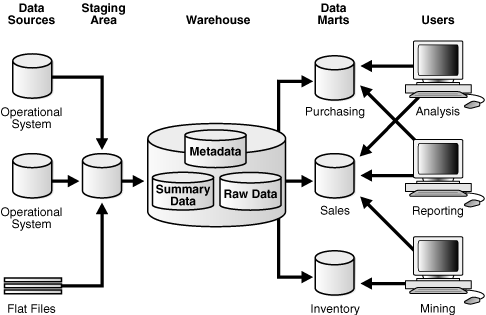 Data
Sources
Staging
Area
Warehouse
Data
Marts
Users
Operational
System
Operational
System
Flat Files
Metadata
Summary
Data
Raw Data
Purchasing
Sales
Inventory
Analysis
Reporting
Mining